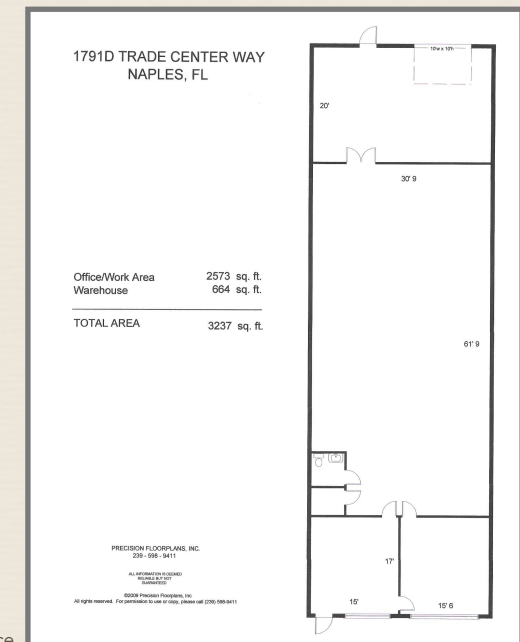 1791D TRADE CENTER WAY
NAPLES, FL
Office/Work Area 2573 sq. ft.
Warehouse 664 sq. ft.
TOTAL AREA 3237 sq. ft.
PRECISION FLOORPLANS, INC.
239 - 598 - 9411
ALL INFORMATION IS DEEMED
RELIABLE BUT NOT
GUARANTEED
©2009 Precision Floorplans, Inc
All rights reserved. For permission to use or copy, please call (239) 598-9411
10'w x 10'h
20'
30' 9
61' 9
17'
15'
15' 6